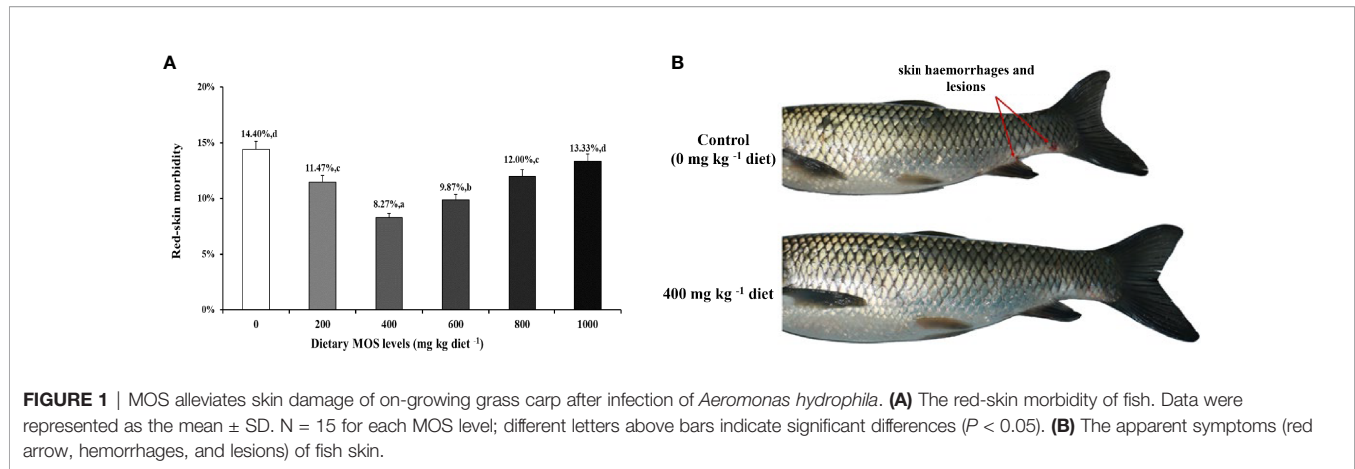 A
20%
15%
10%
5%
0%
Red-skin morbidity
14.40%,d
11.47%,c
8.27%,a
9.87%,b
12.00%,c
13.33%,d
0 200 400 600 800 1000
Dietary MOS levels (mg kg diet -1)
B
skin haemorrhages and
lesions
Control
(0 mg kg -1 diet)
400 mg kg -1 diet
FIGURE 1 | MOS alleviates skin damage of on-growing grass carp after infection of Aeromonas hydrophila. (A) The red-skin morbidity of fish. Data were
represented as the mean ± SD. N = 15 for each MOS level; different letters above bars indicate significant differences (P < 0.05). (B) The apparent symptoms (red
arrow, hemorrhages, and lesions) of fish skin.